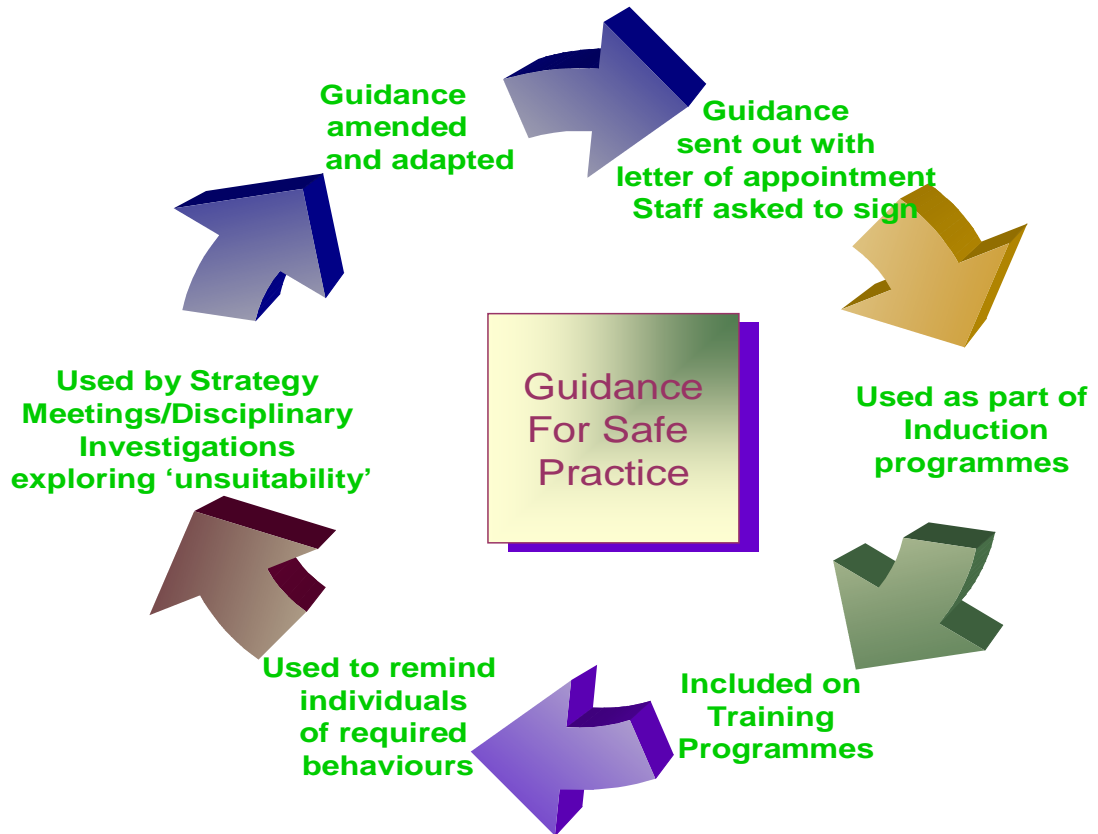 Guidance
amended
and adapted
Guidance
sent out with
letter of appointment
Staff asked to sign
Used as part of
Induction
programmes
Included on
Training
Programmes
Used to remind
individuals
of required
behaviours
Used by Strategy
Meetings/Disciplinary
Investigations
exploring ‘unsuitability’
Guidance
For Safe
Practice